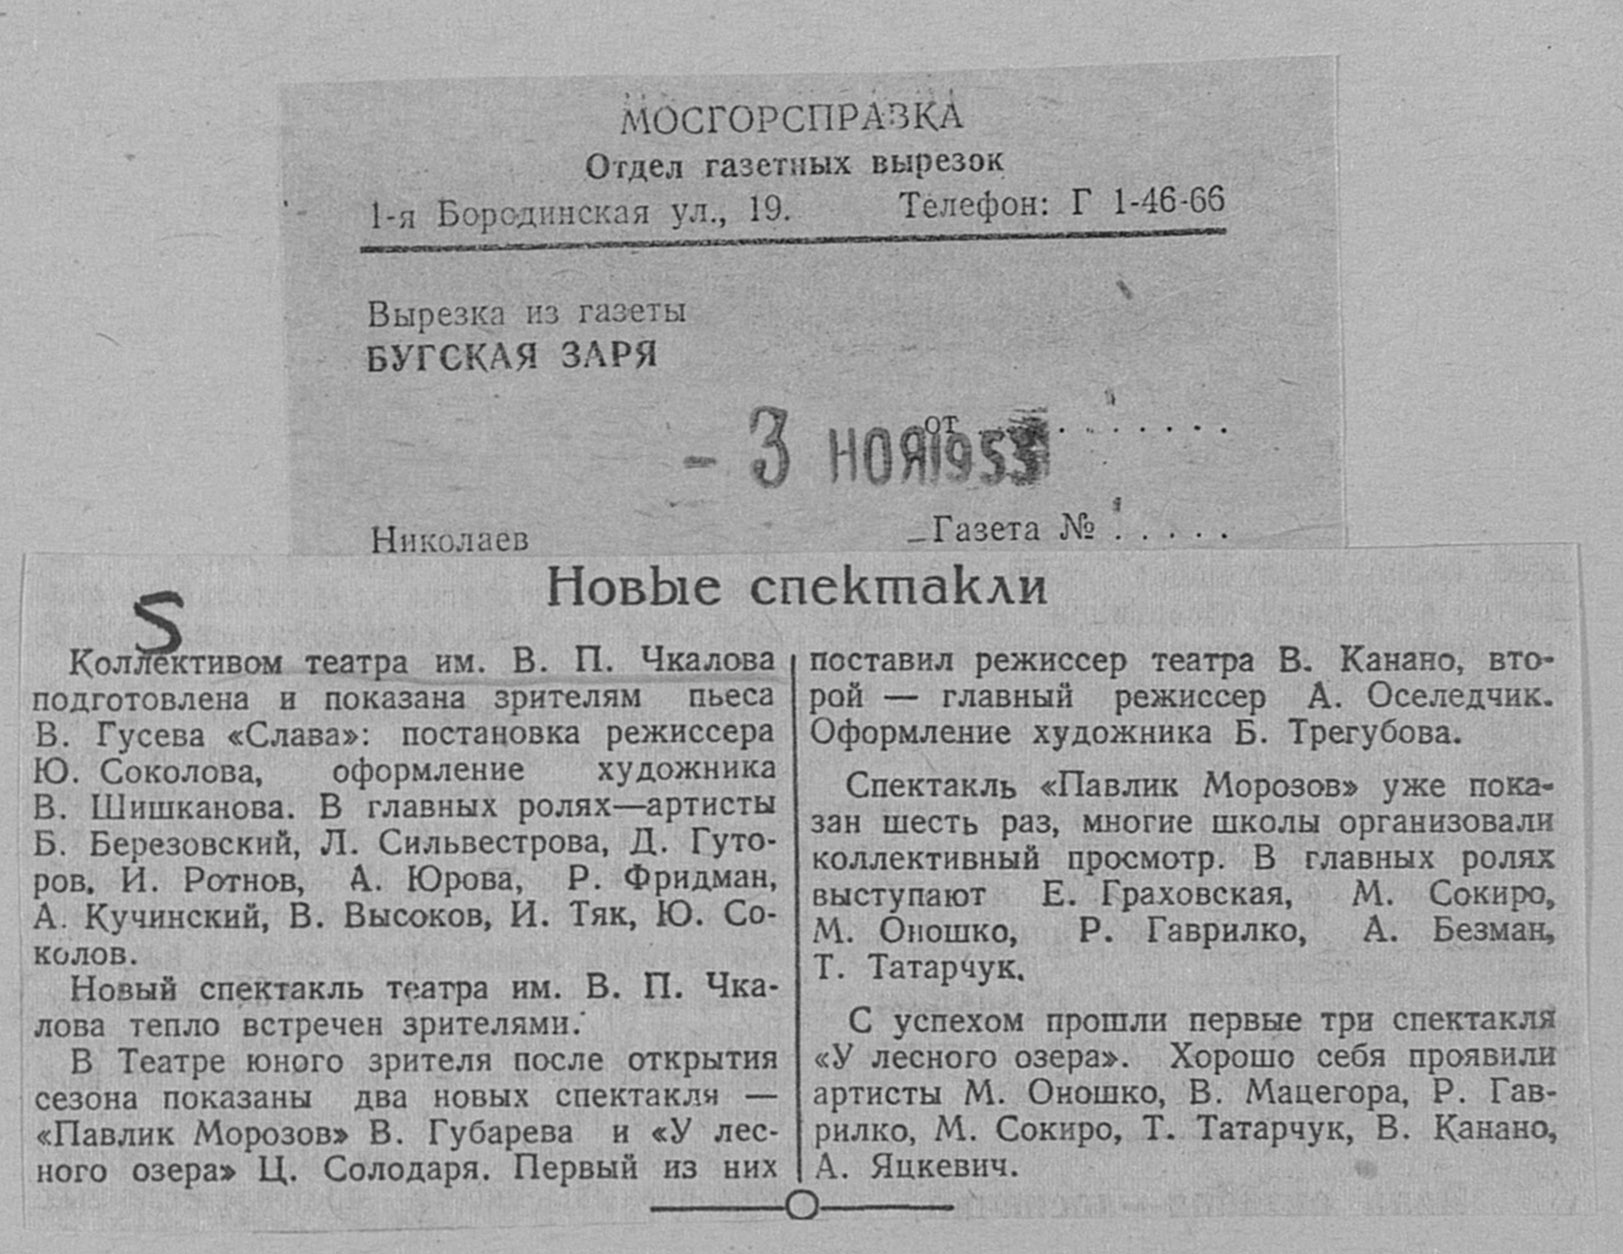 МОСГОРСПРАВКА
Отдел газетных вырезок
1-я Бородинская ул., 19. Телефон: Г 1-46-66
Вырезка из газеты
БУГСКАЯ ЗАРЯ
от . . . . . . . .
- 3 НОЯ 1953
Николаев Газета № . . . . .
Новые спектакли
S
Коллективом театра им. В. П. Чкалова
подготовлена и показана зрителям пьеса
В. Гусева «Слава»: постановка режиссера
Ю. Соколова, оформление художника
В. Шишканова. В главных ролях—артисты
Б. Березовский, Л. Сильвестрова, Д. Гуто-
ров, И. Ротнов, А. Юрова, Р. Фридман,
А. Кучинский, В. Высоков, И. Тяк, Ю. Со-
колов.
Новый спектакль театра им. В. П. Чка-
лова тепло встречен зрителями.
В Театре юного зрителя после открытия
сезона показаны два новых спектакля —
«Павлик Морозов» В. Губарева и «У лес-
ного озера» Ц. Солодаря. Первый из них
поставил режиссер театра В. Канано, вто-
рой — главный режиссер А. Оселедчик.
Оформление художника Б. Трегубова.
Спектакль «Павлик Морозов» уже пока-
зан шесть раз, многие школы организовали
коллективный просмотр. В главных ролях
выступают Е. Граховская, М. Сокиро,
М. Оношко, Р. Гаврилко, А. Безман,
Т. Татарчук.
С успехом прошли первые три спектакля
«У лесного озера». Хорошо себя проявили
артисты М. Оношко, В. Мацегора, Р. Гав-
рилко, М. Сокиро, Т. Татарчук, В. Канано,
А. Яцкевич.